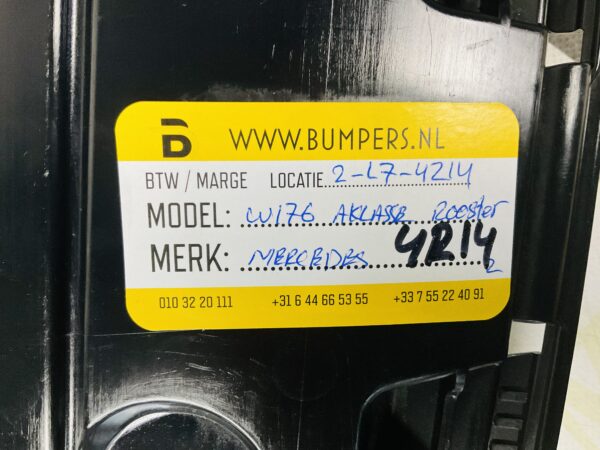 WWW.BUMPERS.NL
BTW / MARGE LOCATIE 2-L7-4214
MODEL: W176 AKLASSE Rooster
MERK: MERCEDES 4214 2
010 32 20 111 +31 6 44 66 53 55 +33 7 55 22 40 91